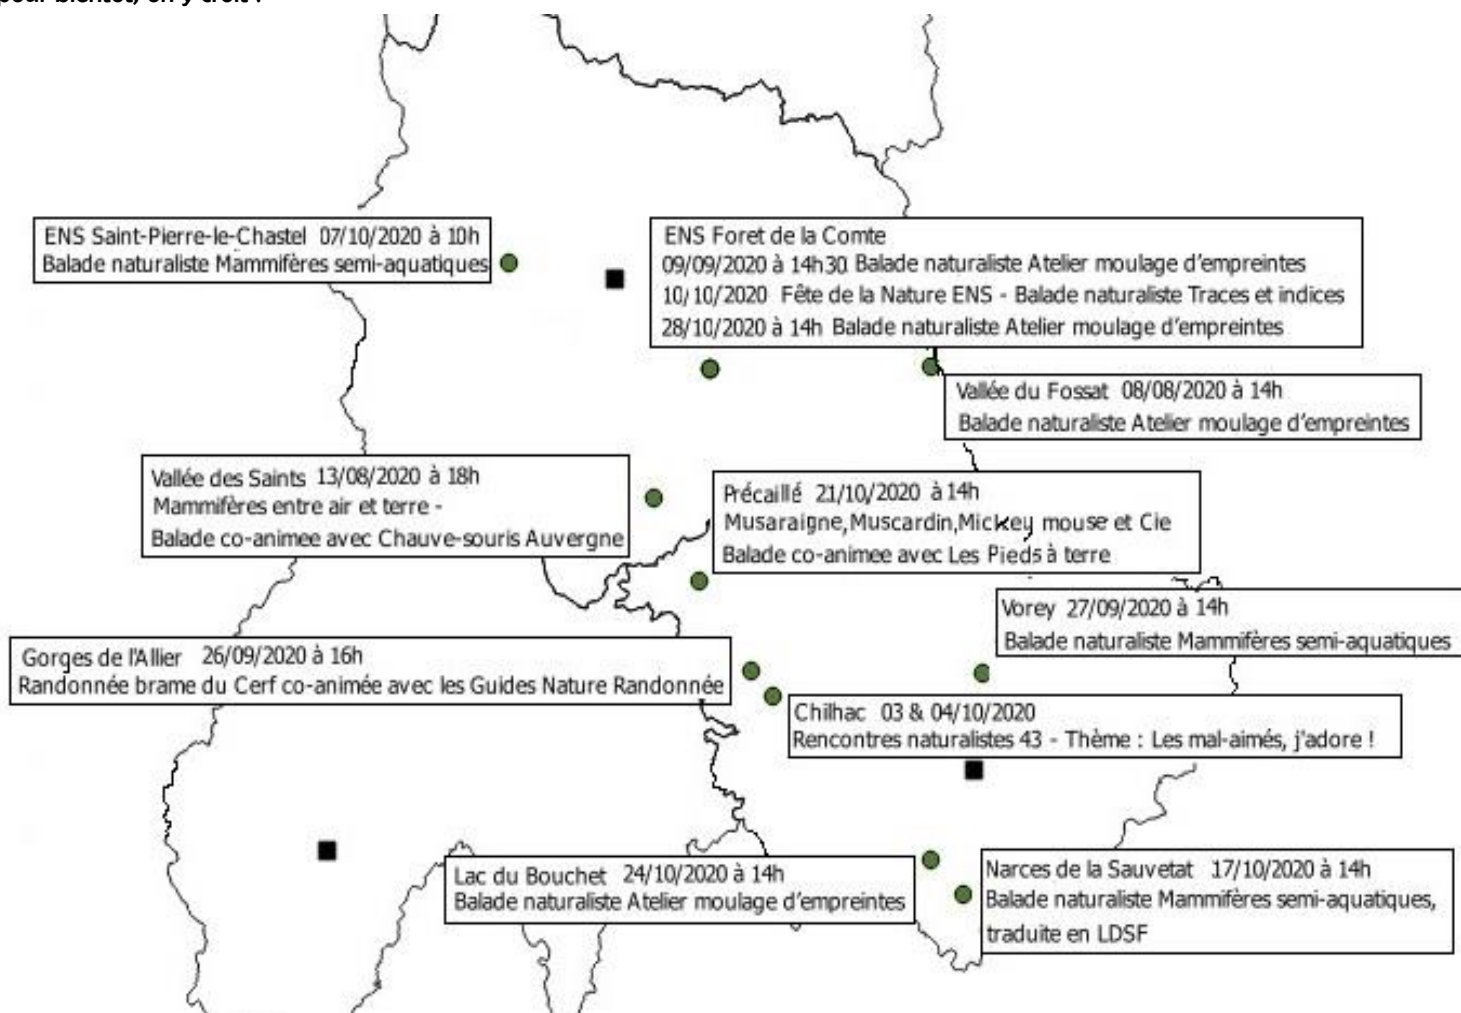 pour bientôt, on y croit !
ENS Saint-Pierre-le-Chastel 07/10/2020 à 10h
Balade naturaliste Mammifères semi-aquatiques
ENS Foret de la Comte
09/09/2020 à 14h30 Balade naturaliste Atelier moulage d'empreintes
10/10/2020 Fête de la Nature ENS - Balade naturaliste Traces et indices
28/10/2020 à 14h Balade naturaliste Atelier moulage d'empreintes
Vallée du Fossat 08/08/2020 à 14h
Balade naturaliste Atelier moulage d'empreintes
Vallée des Saints 13/08/2020 à 18h
Mammifères entre air et terre -
Balade co-animee avec Chauve-souris Auvergne
Précaillé 21/10/2020 à 14h
Musaraigne,Muscardin,Mickey mouse et Cie
Balade co-animee avec Les Pieds à terre
Vorey 27/09/2020 à 14h
Balade naturaliste Mammifères semi-aquatiques
Gorges de l'Allier 26/09/2020 à 16h
Randonnée brame du Cerf co-animée avec les Guides Nature Randonnée
Chilhac 03 & 04/10/2020
Rencontres naturalistes 43 - Thème : Les mal-aimés, j'adore !
Lac du Bouchet 24/10/2020 à 14h
Balade naturaliste Atelier moulage d'empreintes
Narces de la Sauvetat 17/10/2020 à 14h
Balade naturaliste Mammifères semi-aquatiques,
traduite en LDSF